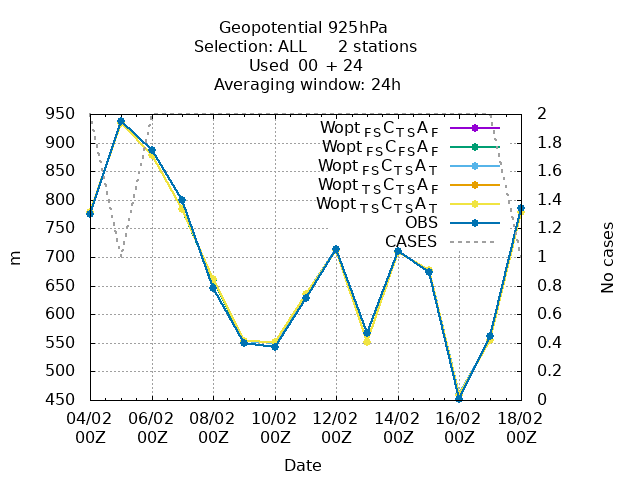 Geopotential 925hPa
Selection: ALL 2 stations
Used 00 + 24
Averaging window: 24h
950 2
900 1.8
850 1.6
800 1.4
750 1.2
700 1
650 0.8
600 0.6
550 0.4
500 0.2
450 0
Wopt FS C TS A F
Wopt FS C FS A F
Wopt FS C TS A T
Wopt TS C TS A F
Wopt TS C TS A T
OBS
CASES
m
No cases
04/02 06/02 08/02 10/02 12/02 14/02 16/02 18/02
00Z 00Z 00Z 00Z 00Z 00Z 00Z 00Z
Date